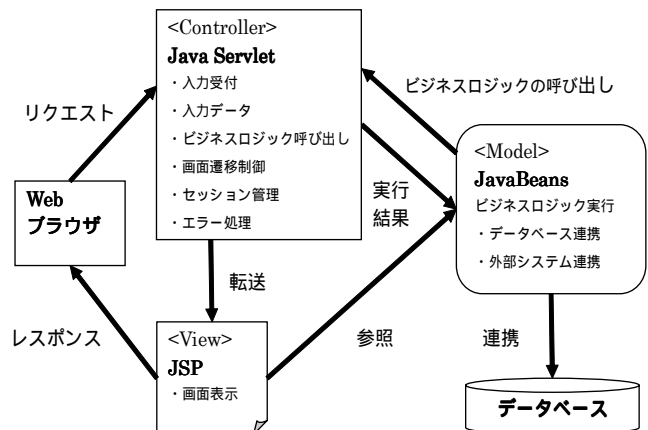 <Controller>
Java Servlet
・入力受付
・入力データ
・ビジネスロジック呼び出し
・画面遷移制御
・セッション管理
・エラー処理
リクエスト
ビジネスロジックの呼び出し
<Model>
JavaBeans
ビジネスロジック実行
・データベース連携
・外部システム連携
実行
結果
Web
ブラウザ
転送
レスポンス
<View>
JSP
・画面表示
参照
連携
データベース